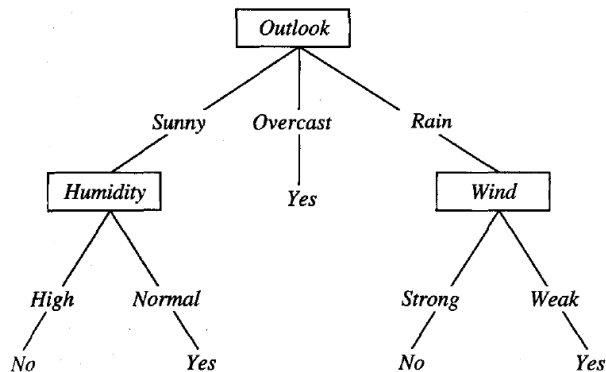 Outlook
Sunny Overcast Rain
Humidity Yes Wind
High Normal Strong Weak
No Yes No Yes